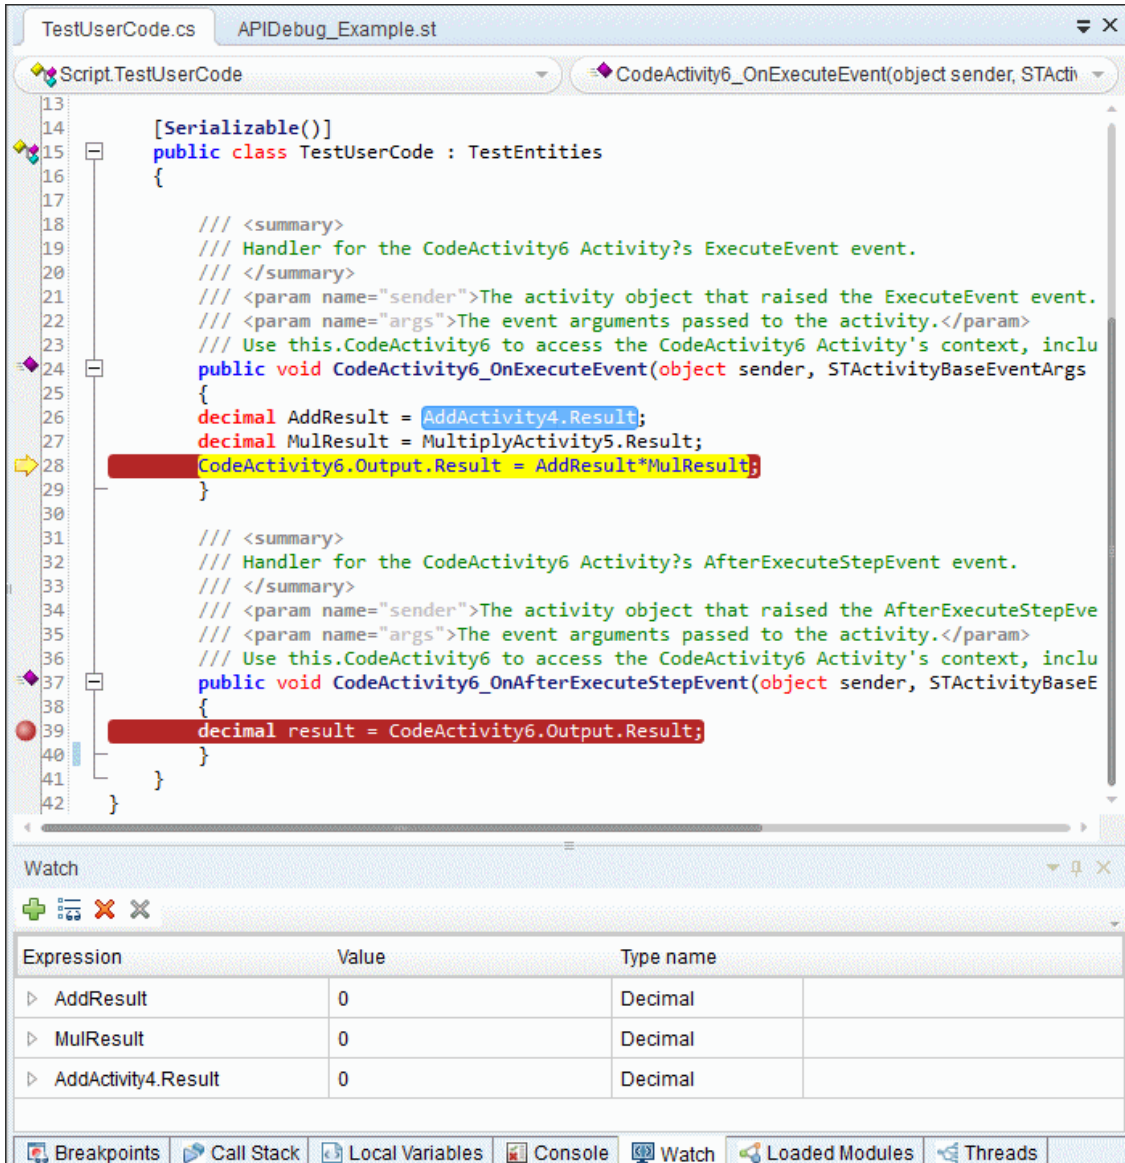 TestUserCode.cs APIDebug_Example.st
Script.TestUserCode CodeActivity6_OnExecuteEvent(object sender, STActiv
13
14 [Serializable()]
15 public class TestUserCode : TestEntities
16 {
17
18 /// <summary>
19 /// Handler for the CodeActivity6 Activity?s ExecuteEvent event.
20 /// </summary>
21 /// <param name="sender">The activity object that raised the ExecuteEvent event.
22 /// <param name="args">The event arguments passed to the activity.</param>
23 /// Use this.CodeActivity6 to access the CodeActivity6 Activity's context, inclu
24 public void CodeActivity6_OnExecuteEvent(object sender, STActivityBaseEventArgs
25 {
26 decimal AddResult = AddActivity4.Result;
27 decimal MulResult = MultiplyActivity5.Result;
28 CodeActivity6.Output.Result = AddResult*MulResult;
29 }
30
31 /// <summary>
32 /// Handler for the CodeActivity6 Activity?s AfterExecuteStepEvent event.
33 /// </summary>
34 /// <param name="sender">The activity object that raised the AfterExecuteStepEve
35 /// <param name="args">The event arguments passed to the activity.</param>
36 /// Use this.CodeActivity6 to access the CodeActivity6 Activity's context, inclu
37 public void CodeActivity6_OnAfterExecuteStepEvent(object sender, STActivityBaseE
38 {
39 decimal result = CodeActivity6.Output.Result;
40 }
41 }
42 }
Watch
Expression Value Type name
AddResult 0 Decimal
MulResult 0 Decimal
AddActivity4.Result 0 Decimal
Breakpoints Call Stack Local Variables Console Watch Loaded Modules Threads